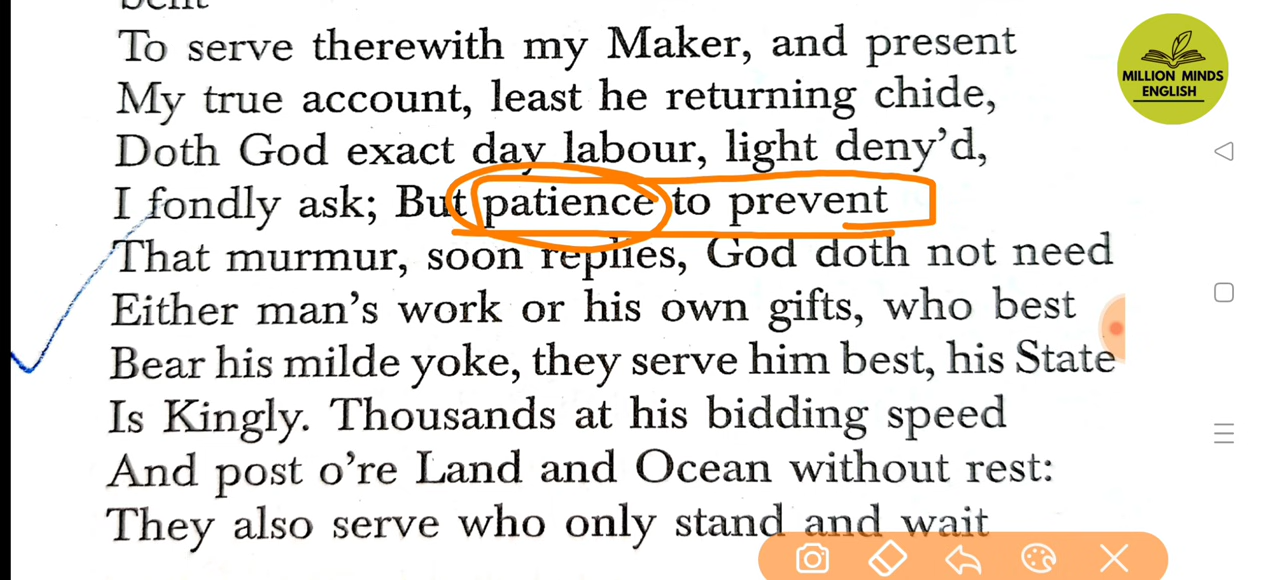 To serve therewith my Maker, and present
My true account, least he returning chide,
Doth God exact day labour, light deny'd,
I fondly ask; But patience to prevent
That murmur, soon replies, God doth not need
Either man's work or his own gifts, who best
Bear his milde yoke, they serve him best, his State
Is Kingly. Thousands at his bidding speed
And post o're Land and Ocean without rest:
They also serve who only stand and wait
MILLION MINDS
ENGLISH